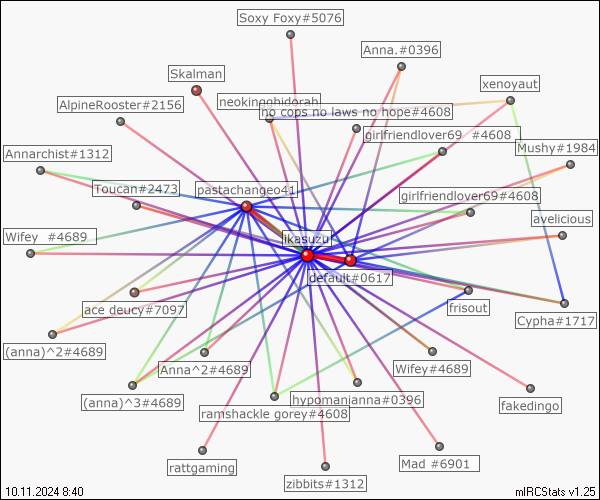 Soxy Foxy#5076
Anna.#0396
Skalman
xenoyaut
AlpineRooster#2156
neokingghidorah
no cops no laws no hope#4608
girlfriendlover69 #4608
Mushy#1984
Annarchist#1312
Toucan#2473
pastachangeo41
girlfriendlover69#4608
avelicious
Wifey #4689
ikasuzu
default#0617
ace deucy#7097
frisout
Cypha#1717
(anna)^2#4689
Anna^2#4689
Wifey#4689
(anna)^3#4689
hypomanianna#0396
ramshackle gorey#4608
fakedingo
rattgaming
Mad #6901
zibbits#1312
10.11.2024 8:40
mIRCStats v1.25